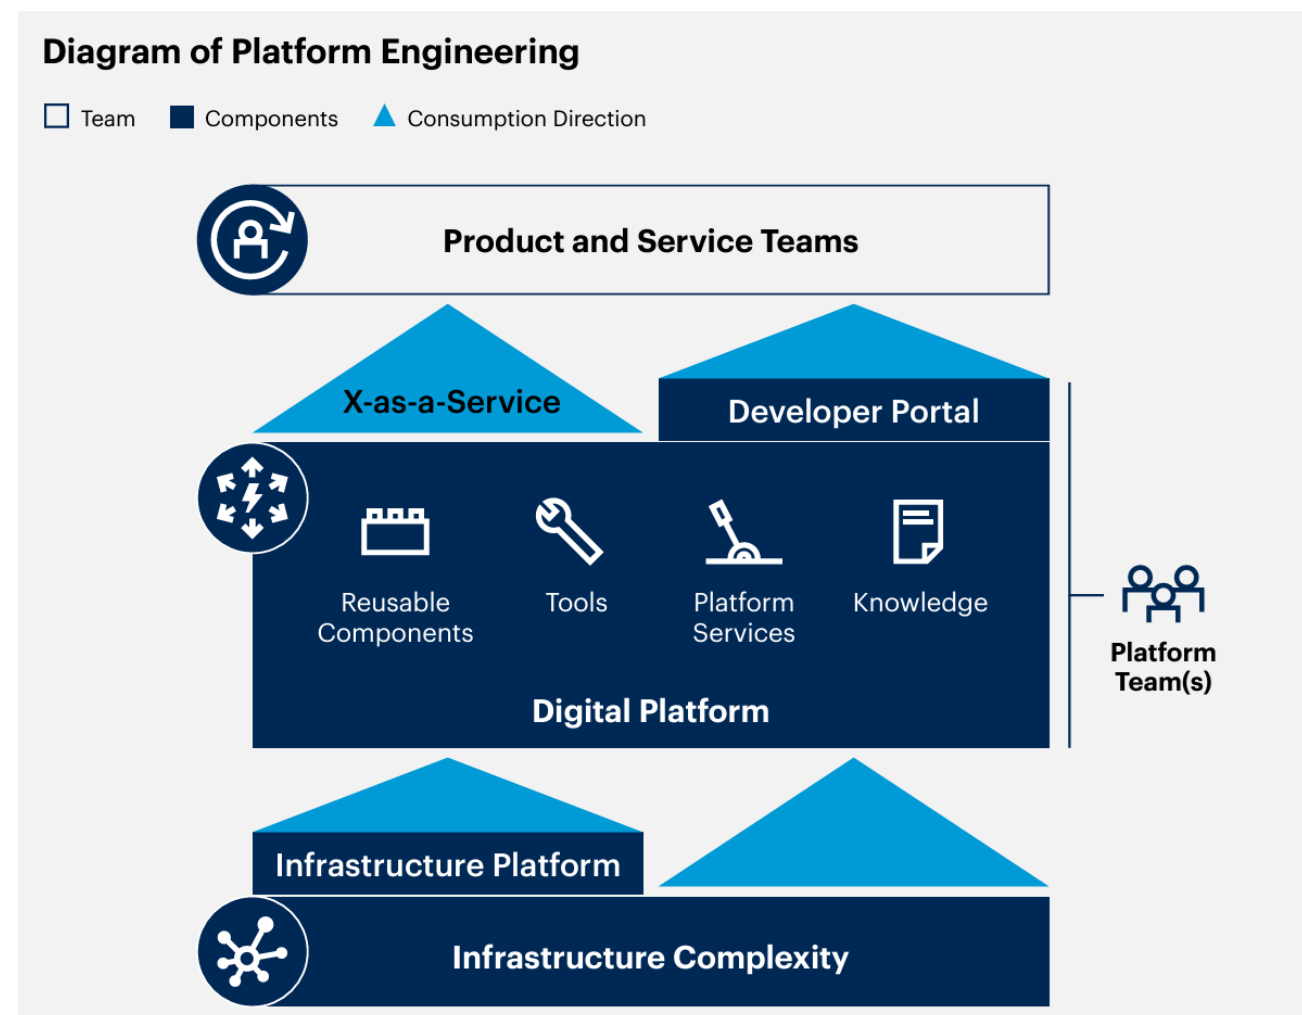 Diagram of Platform Engineering
Team
Components
Consumption Direction
Product and Service Teams
X-as-a-Service
Developer Portal
Reusable
Components
Tools
Platform
Services
Knowledge
Digital Platform
Platform
Team(s)
Infrastructure Platform
Infrastructure Complexity